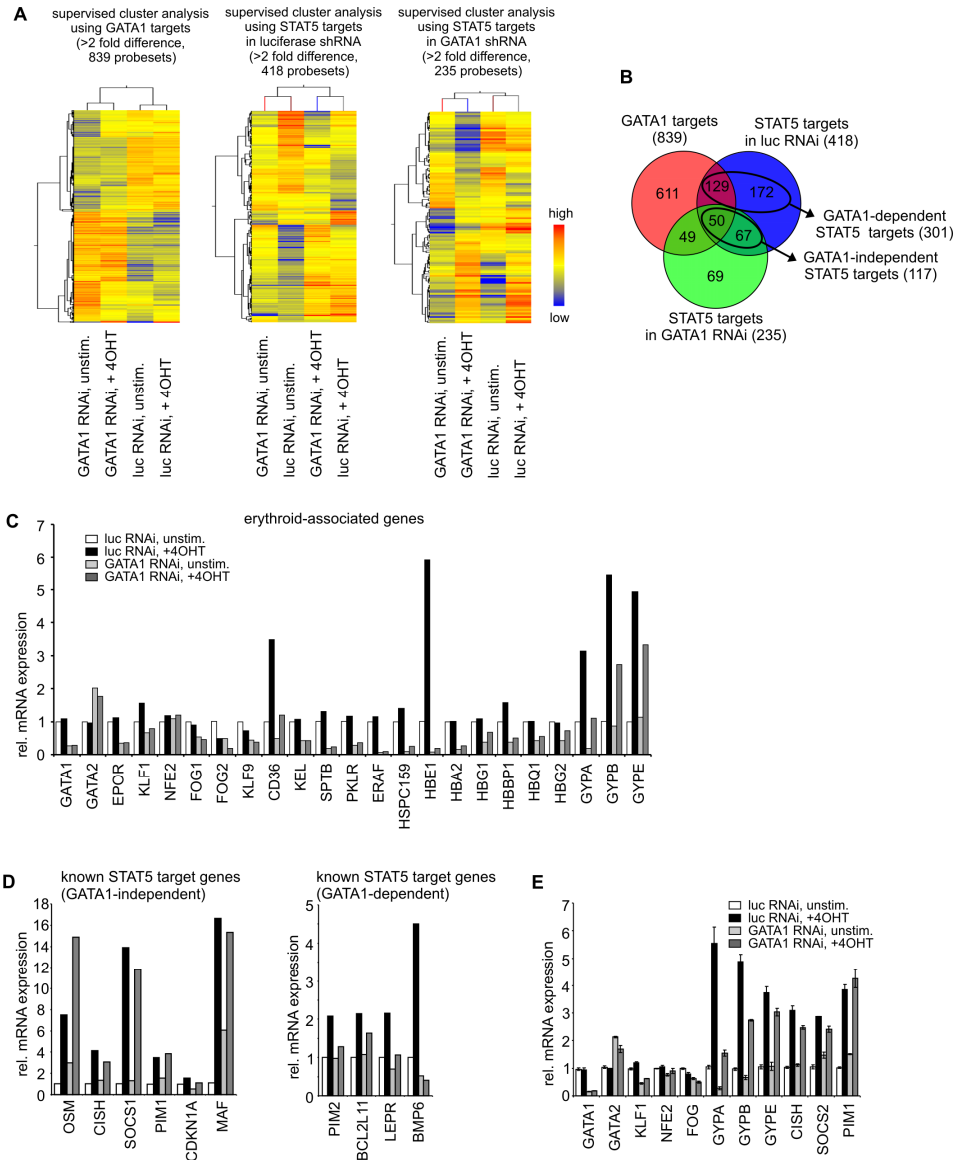 A
supervised cluster analysis
using GATA1 targets
(>2 fold difference,
839 probesets)
supervised cluster analysis
using STAT5 targets
in luciferase shRNA
(>2 fold difference,
418 probesets)
supervised cluster analysis
using STAT5 targets
in GATA1 shRNA
(>2 fold difference,
235 probesets)
high
low
GATA1 RNAi, unstim.
GATA1 RNAi, + 4OHT
luc RNAi, unstim.
luc RNAi, + 4OHT
GATA1 RNAi, unstim.
luc RNAi, unstim.
GATA1 RNAi, + 4OHT
luc RNAi, + 4OHT
GATA1 RNAi, unstim.
GATA1 RNAi, + 4OHT
luc RNAi, unstim.
luc RNAi, + 4OHT
B
GATA1 targets
(839)
STAT5 targets
in luc RNAi (418)
611
129
172
50
49
67
69
GATA1-dependent
STAT5 targets (301)
GATA1-independent
STAT5 targets (117)
STAT5 targets
in GATA1 RNAi (235)
C
erythroid-associated genes
luc RNAi, unstim.
luc RNAi, +4OHT
GATA1 RNAi, unstim.
GATA1 RNAi, +4OHT
rel. mRNA expression
7
6
5
4
3
2
1
0
GATA1
GATA2
EPOR
KLF1
NFE2
FOG1
FOG2
KLF9
CD36
KEL
SPTB
PKLR
ERAF
HSPC159
HBE1
HBA2
HBG1
HBBP1
HBQ1
HBG2
GYPA
GYPB
GYPE
D
known STAT5 target genes
(GATA1-independent)
rel. mRNA expression
18
16
14
12
10
8
6
4
2
0
OSM
CISH
SOCS1
PIM1
CDKN1A
MAF
known STAT5 target genes
(GATA1-dependent)
rel. mRNA expression
5
4
3
2
1
0
PIM2
BCL2L11
LEPR
BMP6
E
luc RNAi, unstim.
luc RNAi, +4OHT
GATA1 RNAi, unstim.
GATA1 RNAi, +4OHT
rel. mRNA expression
7
6
5
4
3
2
1
0
GATA1
GATA2
KLF1
NFE2
FOG
GYPA
GYPB
GYPE
CISH
SOCS2
PIM1